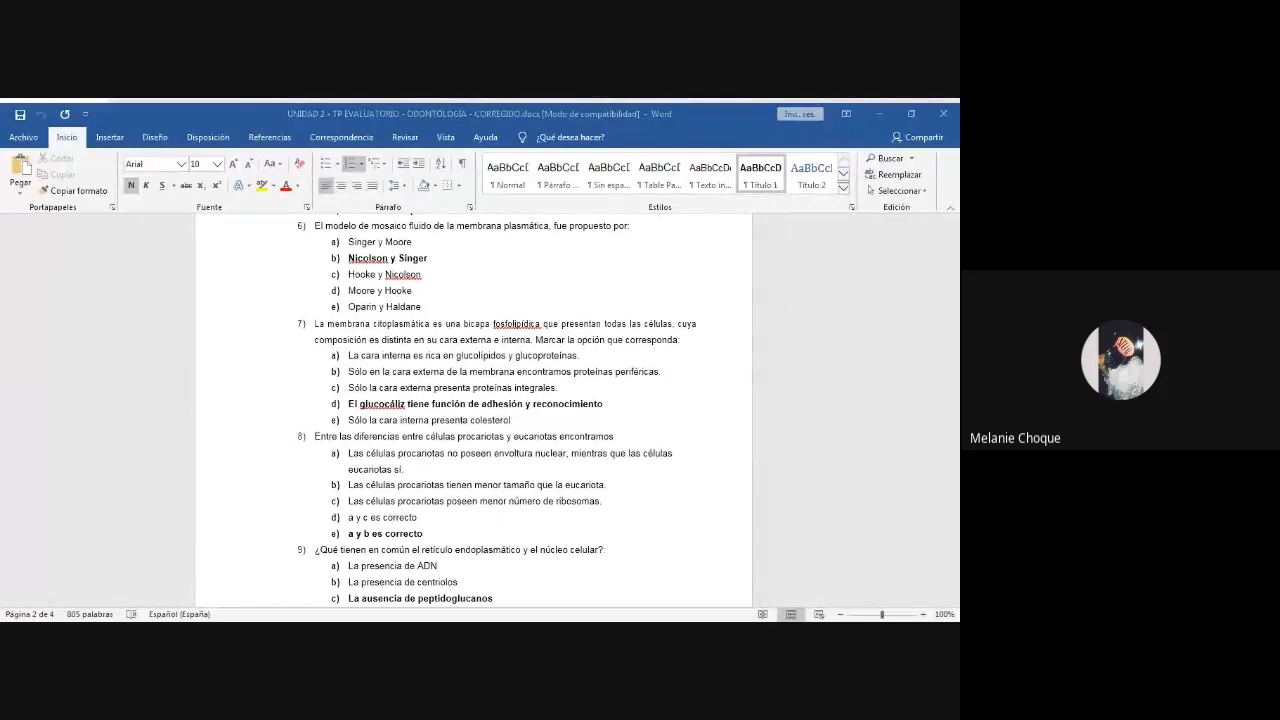 UNIDAD 2 - TP EVALUATORIO - ODONTOLOGÍA - CORREGIDO.docx [Modo de compatibilidad] - Word
Inic. ses.
Archivo Inicio Insertar Diseño Disposición Referencias Correspondencia Revisar Vista Ayuda ¿Qué desea hacer? Compartir
Pegar
Cortar
Copiar
Copiar formato
Portapapeles
Arial 10
N K S abc x₂ x²
Fuente
Párrafo
AaBbCcD AaBbCcD AaBbCcD AaBbCcD AaBbCcDc AaBbCcD AaBbCcI
¶ Normal ¶ Párrafo ... ¶ Sin espa... ¶ Table Pa... ¶ Texto in... ¶ Título 1 Título 2
Estilos
Buscar
Reemplazar
Seleccionar
Edición
6) El modelo de mosaico fluido de la membrana plasmática, fue propuesto por:
a) Singer y Moore
b) Nicolson y Singer
c) Hooke y Nicolson
d) Moore y Hooke
e) Oparin y Haldane
7) La membrana citoplasmática es una bicapa fosfolipídica que presentan todas las células, cuya
composición es distinta en su cara externa e interna. Marcar la opción que corresponda:
a) La cara interna es rica en glucolípidos y glucoproteínas.
b) Sólo en la cara externa de la membrana encontramos proteínas periféricas.
c) Sólo la cara externa presenta proteínas integrales.
d) El glucocáliz tiene función de adhesión y reconocimiento
e) Sólo la cara interna presenta colesterol
8) Entre las diferencias entre células procariotas y eucariotas encontramos
a) Las células procariotas no poseen envoltura nuclear, mientras que las células
eucariotas sí.
b) Las células procariotas tienen menor tamaño que la eucariota.
c) Las células procariotas poseen menor número de ribosomas.
d) a y c es correcto
e) a y b es correcto
9) ¿Qué tienen en común el retículo endoplasmático y el núcleo celular?:
a) La presencia de ADN
b) La presencia de centriolos
c) La ausencia de peptidoglucanos
Página 2 de 4 805 palabras Español (España) 100%
Melanie Choque